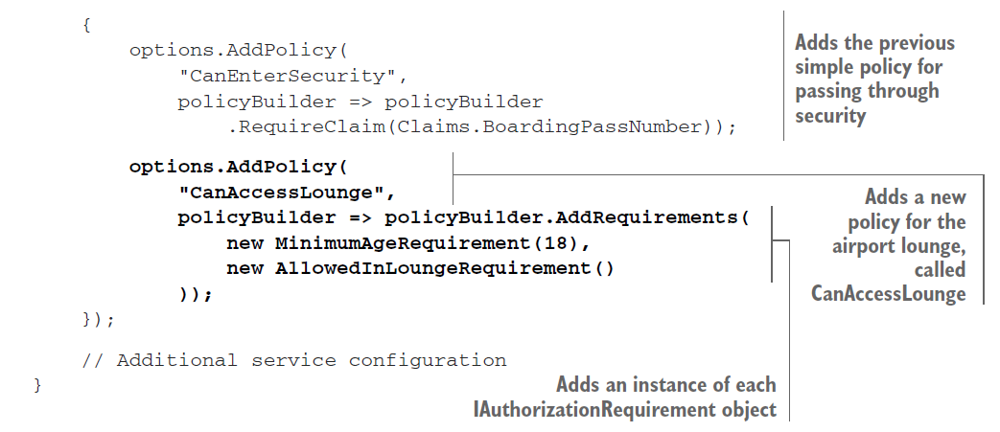 {
options.AddPolicy(
"CanEnterSecurity",
policyBuilder => policyBuilder
.RequireClaim(Claims.BoardingPassNumber));
Adds the previous
simple policy for
passing through
security
options.AddPolicy(
"CanAccessLounge",
policyBuilder => policyBuilder.AddRequirements(
new MinimumAgeRequirement(18),
new AllowedInLoungeRequirement()
));
Adds a new
policy for the
airport lounge,
called
CanAccessLounge
});
// Additional service configuration
}
Adds an instance of each
IAuthorizationRequirement object